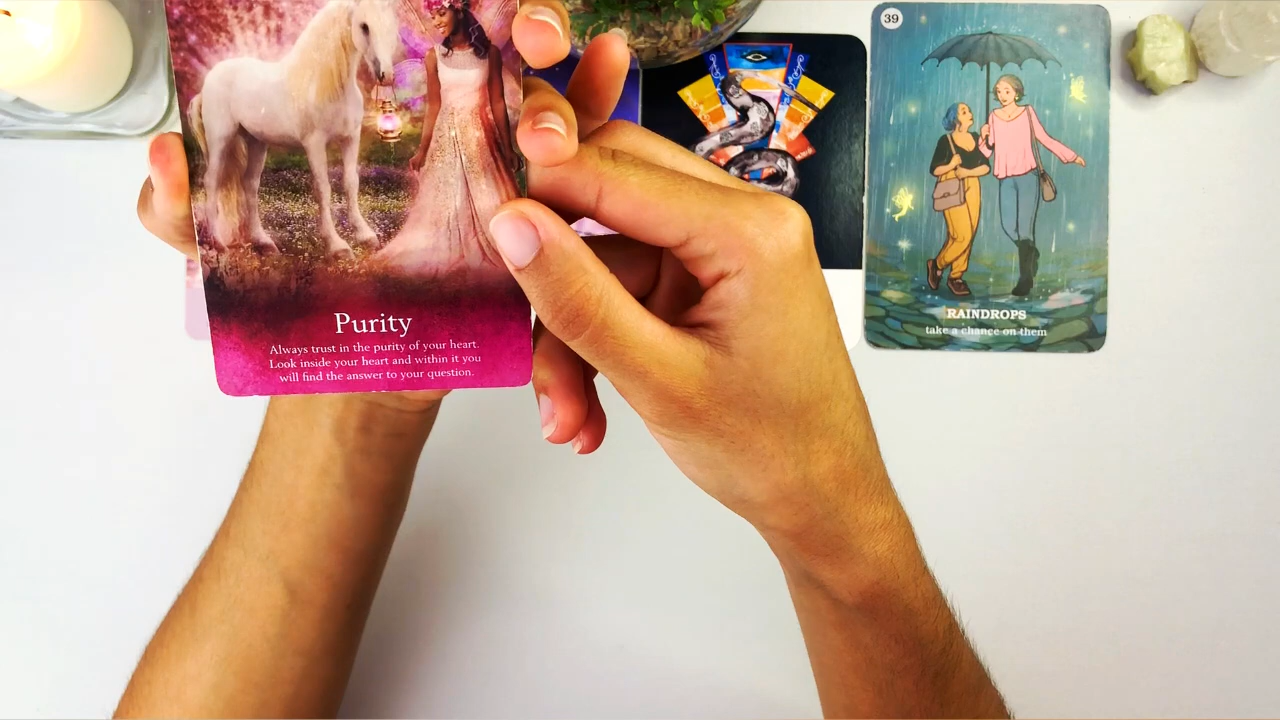 Purity
Always trust in the purity of your heart.
Look inside your heart and within it you
will find the answer to your question.
39
RAINDROPS
take a chance on them